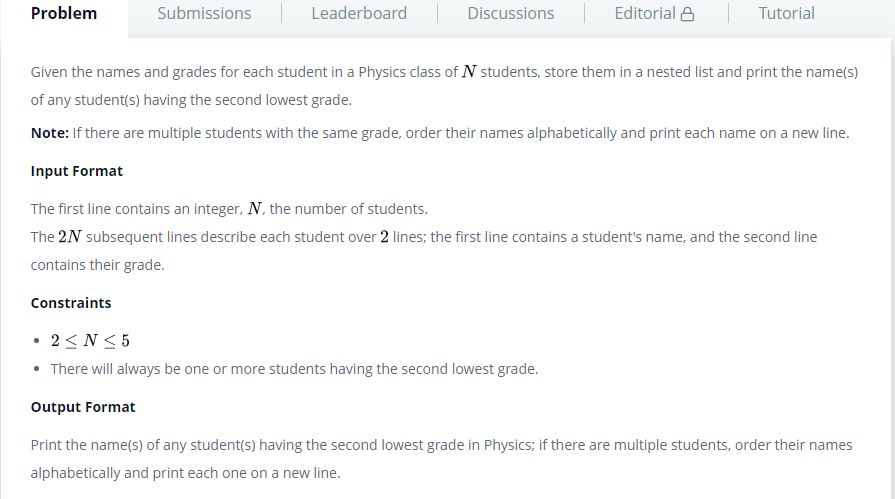 Problem Submissions Leaderboard Discussions Editorial Tutorial
Given the names and grades for each student in a Physics class of N students, store them in a nested list and print the name(s)
of any student(s) having the second lowest grade.
Note: If there are multiple students with the same grade, order their names alphabetically and print each name on a new line.
Input Format
The first line contains an integer, N, the number of students.
The 2N subsequent lines describe each student over 2 lines; the first line contains a student's name, and the second line
contains their grade.
Constraints
• 2 ≤ N ≤ 5
• There will always be one or more students having the second lowest grade.
Output Format
Print the name(s) of any student(s) having the second lowest grade in Physics; if there are multiple students, order their names
alphabetically and print each one on a new line.